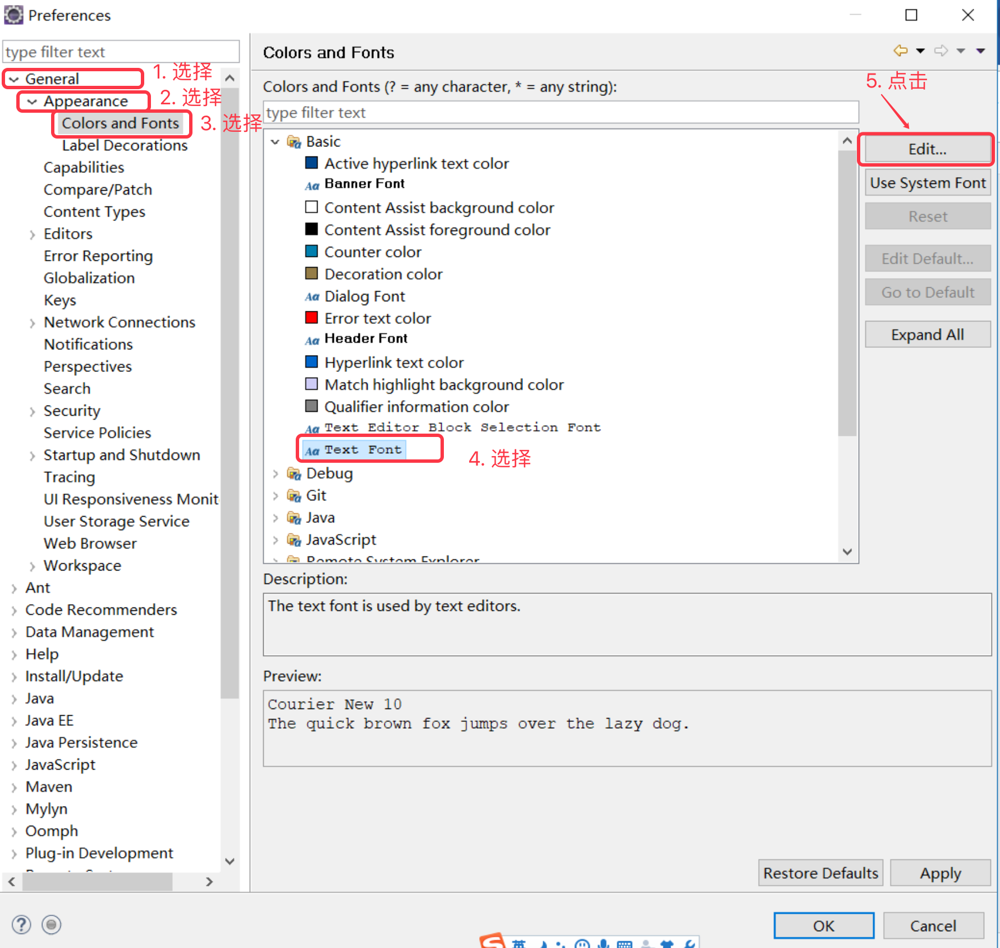 Preferences
type filter text
General
1. 选择
Appearance
2. 选择
Colors and Fonts
3. 选择
Label Decorations
Capabilities
Compare/Patch
Content Types
Editors
Error Reporting
Globalization
Keys
Network Connections
Notifications
Perspectives
Search
Security
Service Policies
Startup and Shutdown
Tracing
UI Responsiveness Monit
User Storage Service
Web Browser
Workspace
Ant
Code Recommenders
Data Management
Help
Install/Update
Java
Java EE
Java Persistence
JavaScript
Maven
Mylyn
Oomph
Plug-in Development
Colors and Fonts
Colors and Fonts (? = any character, * = any string):
type filter text
Basic
Active hyperlink text color
Aa Banner Font
Content Assist background color
Content Assist foreground color
Counter color
Decoration color
Aa Dialog Font
Error text color
Aa Header Font
Hyperlink text color
Match highlight background color
Qualifier information color
Aa Text Editor Block Selection Font
Aa Text Font
4. 选择
Debug
Git
Java
JavaScript
Remote System Explorer
5. 点击
Edit...
Use System Font
Reset
Edit Default...
Go to Default
Expand All
Description:
The text font is used by text editors.
Preview:
Courier New 10
The quick brown fox jumps over the lazy dog.
Restore Defaults
Apply
OK
Cancel
英